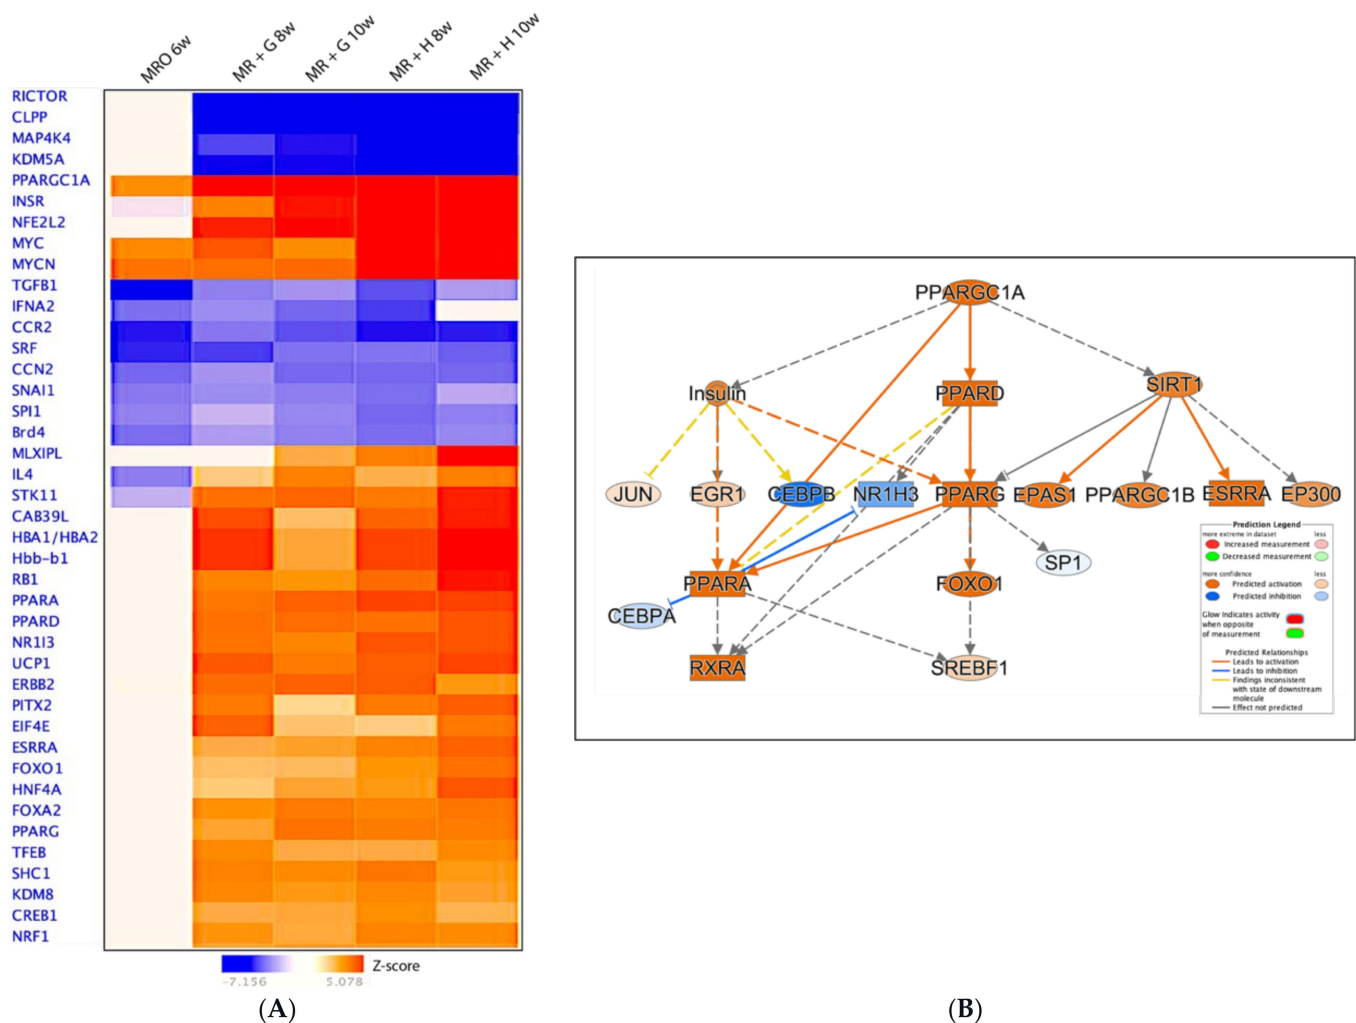 MRO 6w
MR + G 8w
MR + G 10w
MR + H 8w
MR + H 10w
RICTOR
CLPP
MAP4K4
KDM5A
PPARGC1A
INSR
NFE2L2
MYC
MYCN
TGFB1
IFNA2
CCR2
SRF
CCN2
SNAI1
SPI1
Brd4
MLXIPL
IL4
STK11
CAB39L
HBA1/HBA2
Hbb-b1
RB1
PPARA
PPARD
NR1I3
UCP1
ERBB2
PITX2
EIF4E
ESRRA
FOXO1
HNF4A
FOXA2
PPARG
TFEB
SHC1
KDM8
CREB1
NRF1
-7.156
5.078
Z-score
(A)
PPARGC1A
Insulin
PPARD
SIRT1
JUN
EGR1
CEBPB
NR1H3
PPARG
EPAS1
PPARGC1B
ESRRA
EP300
SP1
PPARA
FOXO1
CEBPA
RXRA
SREBF1
Prediction Legend
more extreme in dataset less
Increased measurement
Decreased measurement
more confidence less
Predicted activation
Predicted inhibition
Glow Indicates activity
when opposite
of measurement
Predicted Relationships
Leads to activation
Leads to inhibition
Findings inconsistent
with state of downstream
molecule
Effect not predicted
(B)